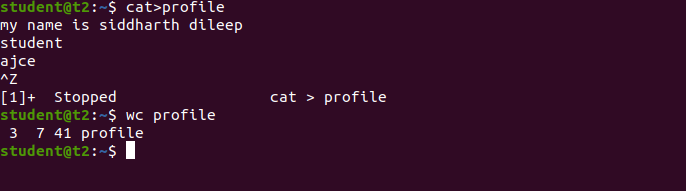 student@t2:~$ cat>profile
my name is siddharth dileep
student
ajce
^Z
[1]+  Stopped                 cat > profile
student@t2:~$ wc profile
 3  7 41 profile
student@t2:~$